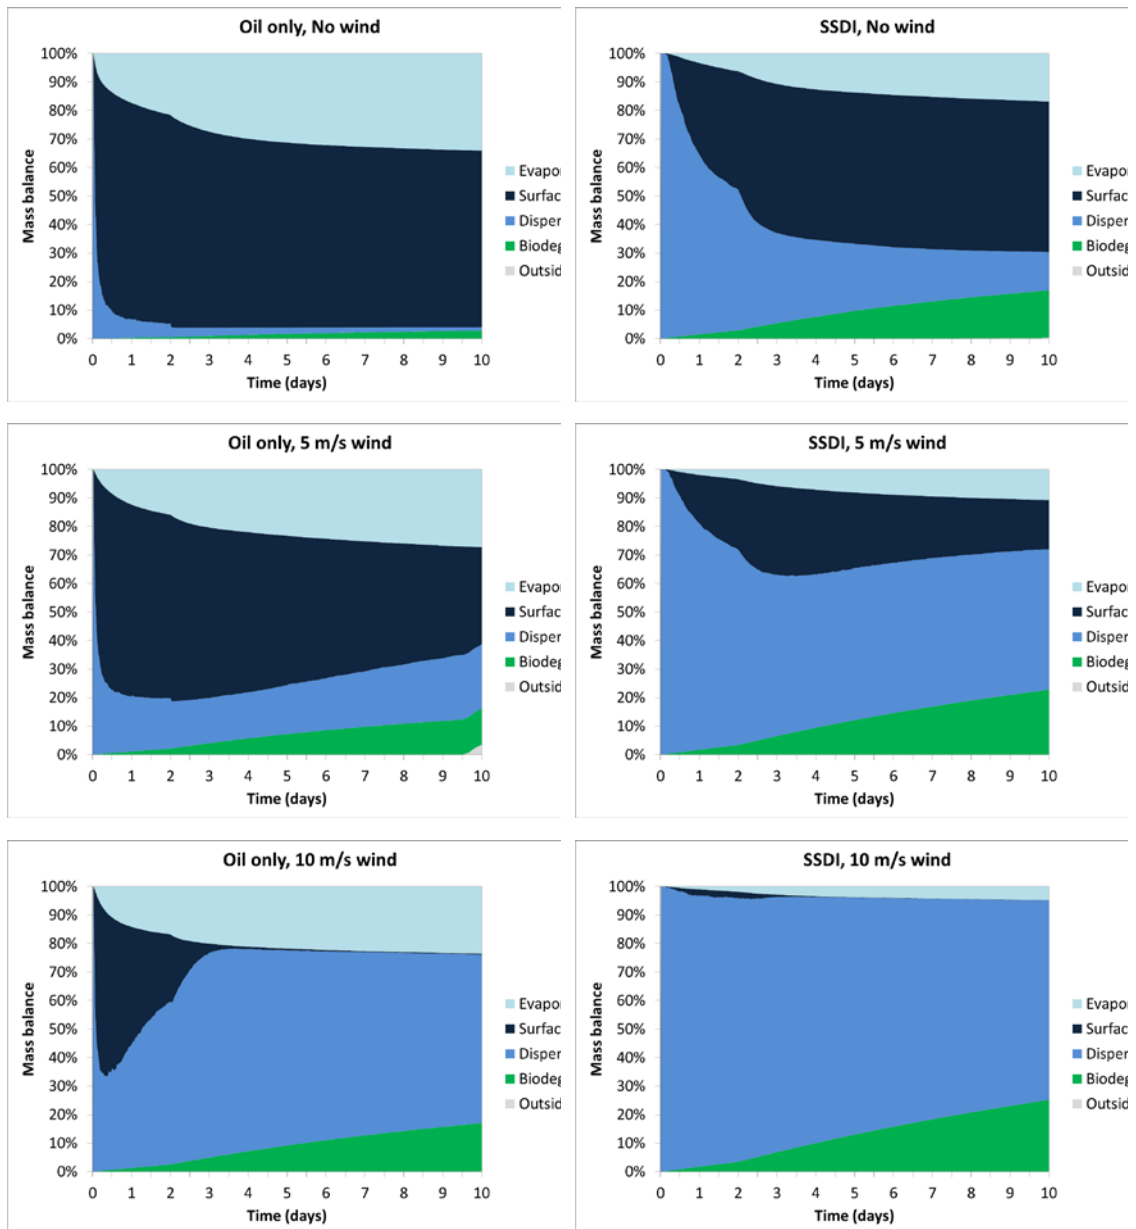 Oil only, No wind
100%
90%
80%
70%
60%
50%
40%
30%
20%
10%
0%
Mass balance
0 1 2 3 4 5 6 7 8 9 10
Time (days)
Evapor
Surfac
Disper
Biodeg
Outsid
SSDI, No wind
100%
90%
80%
70%
60%
50%
40%
30%
20%
10%
0%
Mass balance
0 1 2 3 4 5 6 7 8 9 10
Time (days)
Evapor
Surfac
Disper
Biodeg
Outsid
Oil only, 5 m/s wind
100%
90%
80%
70%
60%
50%
40%
30%
20%
10%
0%
Mass balance
0 1 2 3 4 5 6 7 8 9 10
Time (days)
Evapor
Surfac
Disper
Biodeg
Outsid
SSDI, 5 m/s wind
100%
90%
80%
70%
60%
50%
40%
30%
20%
10%
0%
Mass balance
0 1 2 3 4 5 6 7 8 9 10
Time (days)
Evapor
Surfac
Disper
Biodeg
Outsid
Oil only, 10 m/s wind
100%
90%
80%
70%
60%
50%
40%
30%
20%
10%
0%
Mass balance
0 1 2 3 4 5 6 7 8 9 10
Time (days)
Evapor
Surfac
Disper
Biodeg
Outsid
SSDI, 10 m/s wind
100%
90%
80%
70%
60%
50%
40%
30%
20%
10%
0%
Mass balance
0 1 2 3 4 5 6 7 8 9 10
Time (days)
Evapor
Surfac
Disper
Biodeg
Outsid